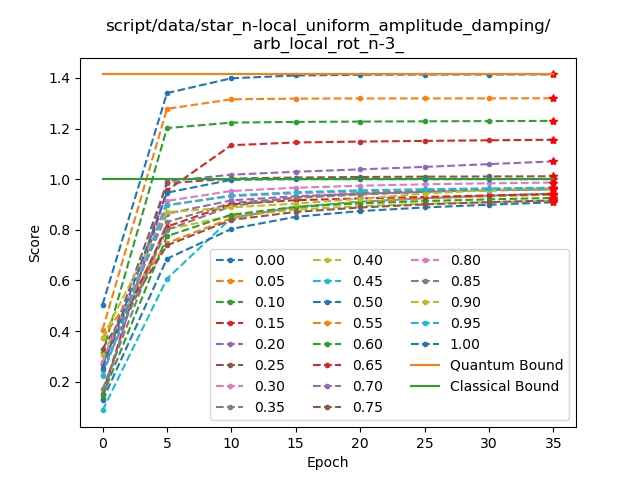 script/data/star_n-local_uniform_amplitude_damping/
arb_local_rot_n-3_
Score
1.4
1.2
1.0
0.8
0.6
0.4
0.2
0.00 0.40 0.80
0.05 0.45 0.85
0.10 0.50 0.90
0.15 0.55 0.95
0.20 0.60 1.00
0.25 0.65 Quantum Bound
0.30 0.70 Classical Bound
0.35 0.75
0 5 10 15 20 25 30 35
Epoch